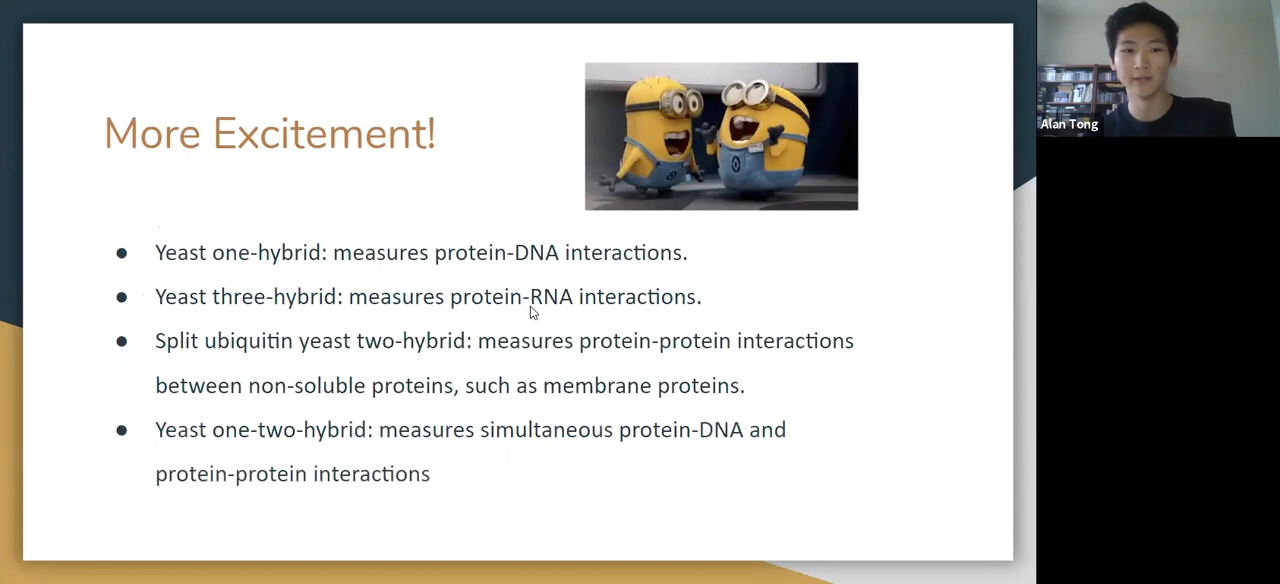 More Excitement!
Alan Tong
● Yeast one-hybrid: measures protein-DNA interactions.
● Yeast three-hybrid: measures protein-RNA interactions.
● Split ubiquitin yeast two-hybrid: measures protein-protein interactions
between non-soluble proteins, such as membrane proteins.
● Yeast one-two-hybrid: measures simultaneous protein-DNA and
protein-protein interactions